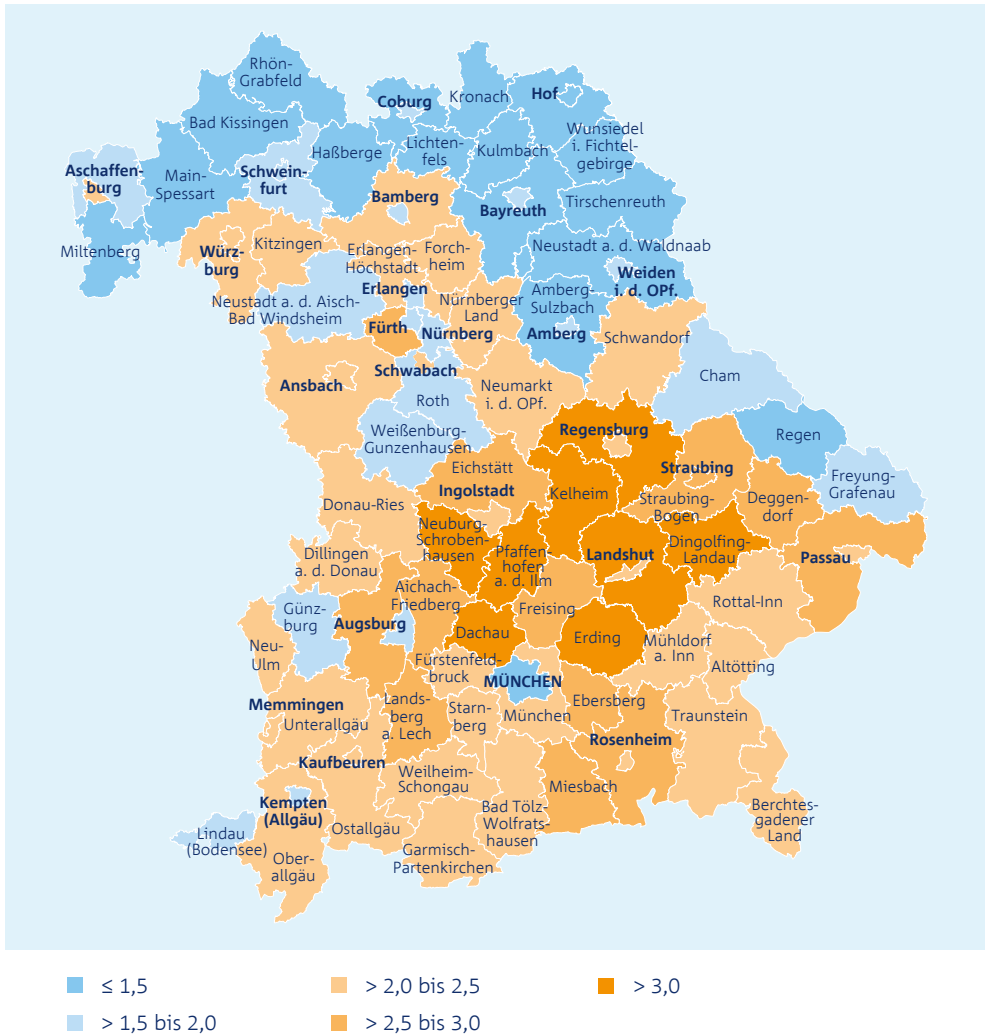 Rhön-
Grabfeld
Coburg
Kronach
Hof
Bad Kissingen
Wunsiedel
i. Fichtel-
gebirge
Lichten-
fels
Kulmbach
Haßberge
Aschaffen-
burg
Main-
Spessart
Schwein-
furt
Bamberg
Bayreuth
Tirschenreuth
Miltenberg
Würz-
burg
Kitzingen
Erlangen-
Höchstadt
Forch-
heim
Neustadt a. d. Waldnaab
Weiden
i. d. OPf.
Erlangen
Neustadt a. d. Aisch-
Bad Windsheim
Nürnberger
Land
Amberg-
Sulzbach
Fürth
Nürnberg
Amberg
Schwandorf
Ansbach
Schwabach
Roth
Neumarkt
i. d. OPf.
Cham
Weißenburg-
Gunzenhausen
Regensburg
Regen
Eichstätt
Straubing
Freyung-
Grafenau
Ingolstadt
Kelheim
Straubing-
Bogen
Deggen-
dorf
Donau-Ries
Neuburg-
Schroben-
hausen
Pfaffen-
hofen
a. d. Ilm
Landshut
Dingolfing-
Landau
Passau
Dillingen
a. d. Donau
Aichach-
Friedberg
Freising
Rottal-Inn
Günz-
burg
Augsburg
Dachau
Erding
Mühldorf
a. Inn
Neu-
Ulm
Fürstenfeld-
bruck
MÜNCHEN
Altötting
Memmingen
Unterallgäu
Lands-
berg
a. Lech
Starn-
berg
München
Ebersberg
Traunstein
Rosenheim
Kaufbeuren
Weilheim-
Schongau
Miesbach
Kempten
(Allgäu)
Ostallgäu
Bad Tölz-
Wolfrats-
hausen
Berchtes-
gadener
Land
Lindau
(Bodensee)
Ober-
allgäu
Garmisch-
Partenkirchen
≤ 1,5
> 2,0 bis 2,5
> 3,0
> 1,5 bis 2,0
> 2,5 bis 3,0